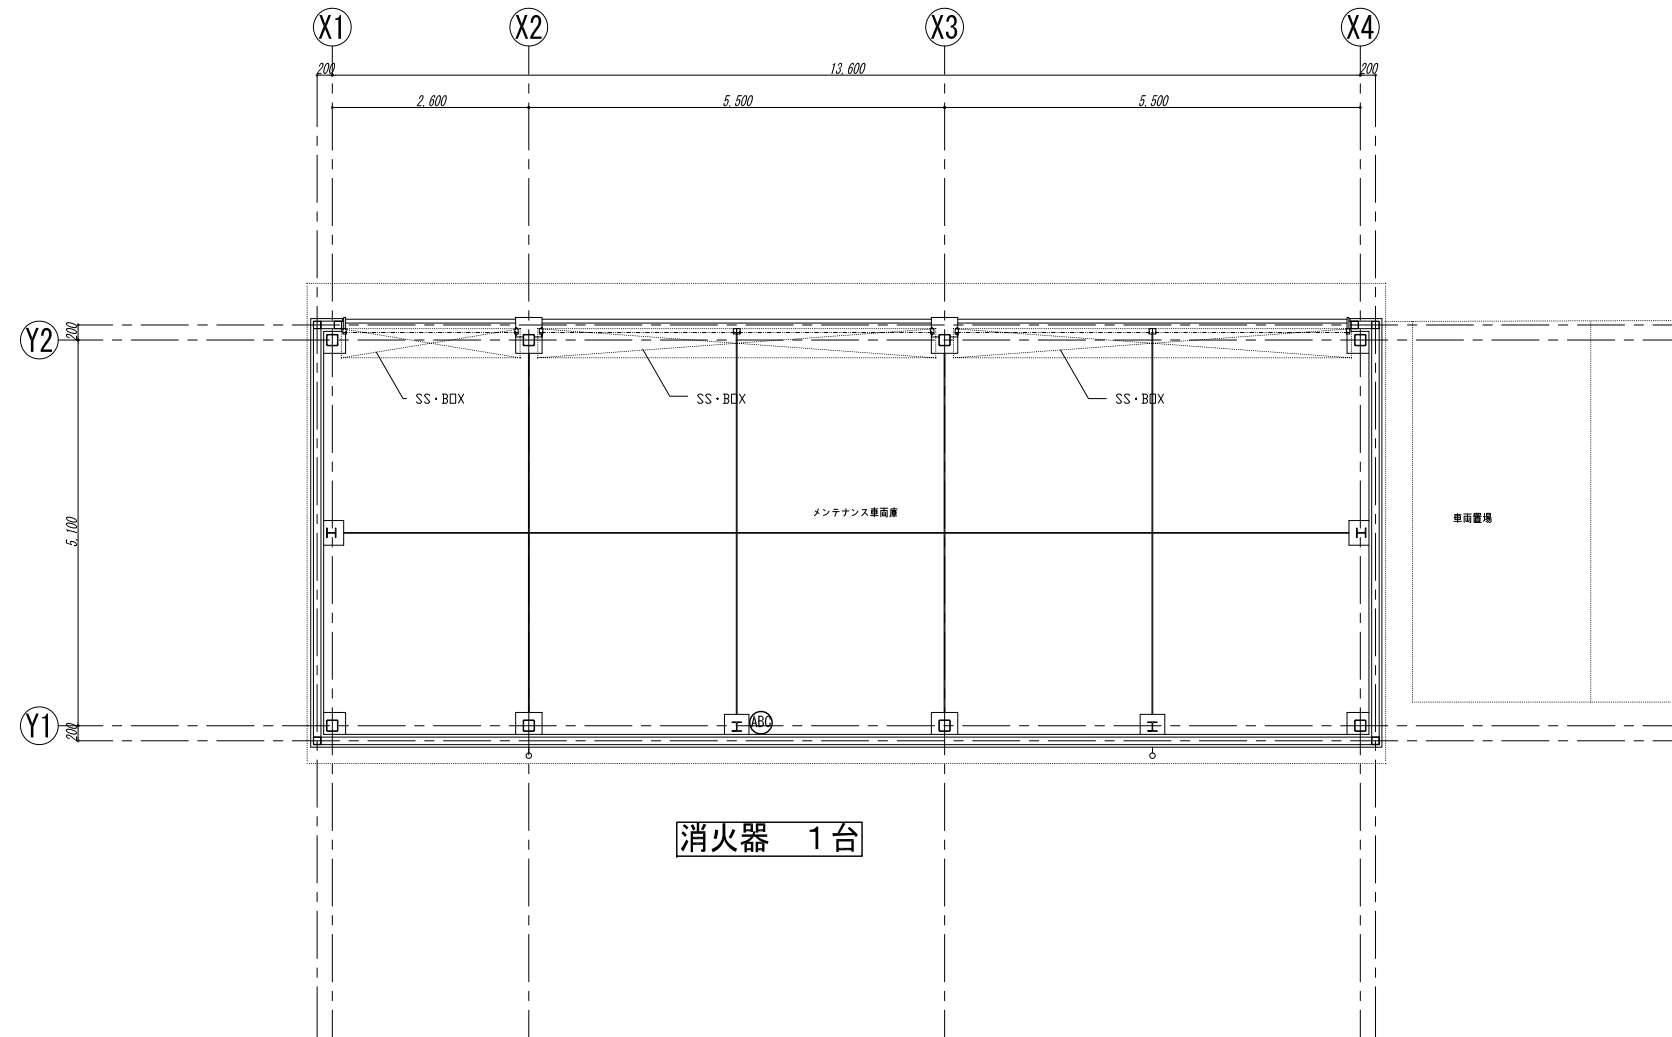 X1 X2 X3 X4
200 13,600 200
2,600 5,500 5,500
Y2
200
SS・BOX SS・BOX SS・BOX
メンテナンス車両庫
車両置場
5,100
Y1
200
ABC
消火器 1台